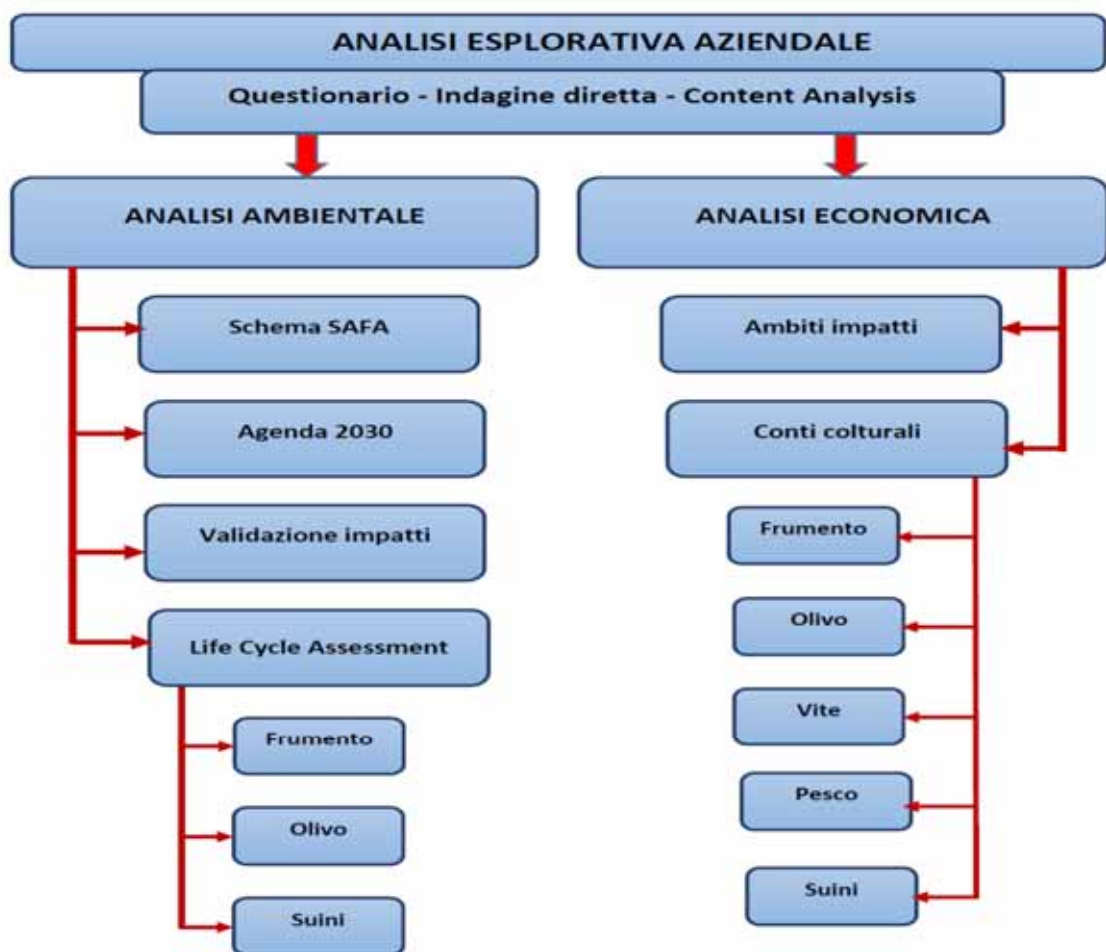 ANALISI ESPLORATIVA AZIENDALE
Questionario - Indagine diretta - Content Analysis
ANALISI AMBIENTALE
Schema SAFA
Agenda 2030
Validazione impatti
Life Cycle Assessment
Frumento
Olivo
Suini
ANALISI ECONOMICA
Ambiti impatti
Conti colturali
Frumento
Olivo
Vite
Pesco
Suini